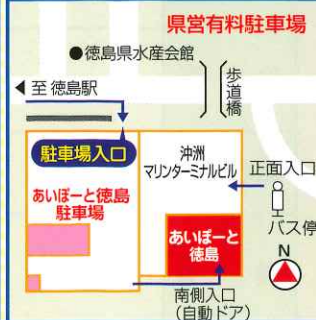 県営有料駐車場
●徳島県水産会館
◀至 徳島駅
歩道橋
駐車場入口
沖洲
マリンターミナルビル
正面入口
あいぽーと徳島
駐車場
バス停
あいぽーと
徳島
N
南側入口
(自動ドア)